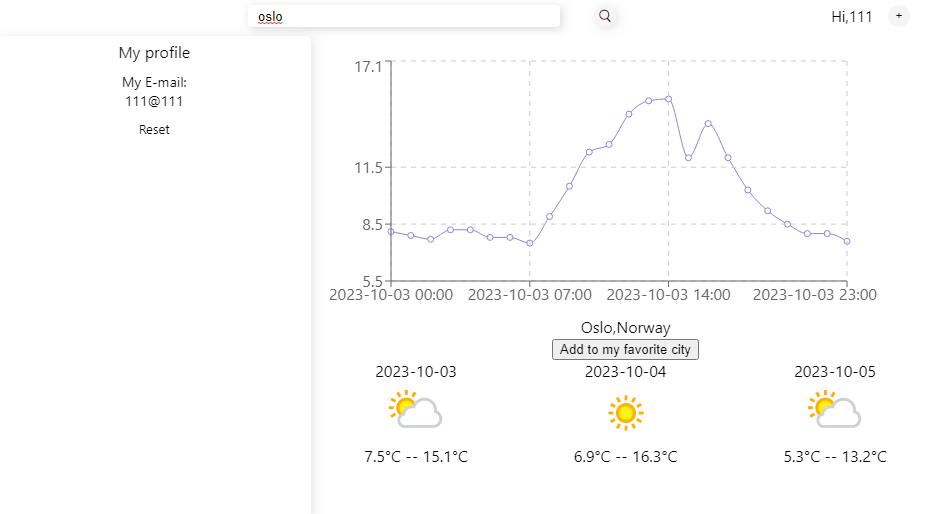 oslo
Hi,111 +
My profile
My E-mail:
111@111
Reset
17.1
11.5
8.5
5.5
2023-10-03 00:00 2023-10-03 07:00 2023-10-03 14:00 2023-10-03 23:00
Oslo,Norway
Add to my favorite city
2023-10-03 2023-10-04 2023-10-05
7.5°C -- 15.1°C 6.9°C -- 16.3°C 5.3°C -- 13.2°C